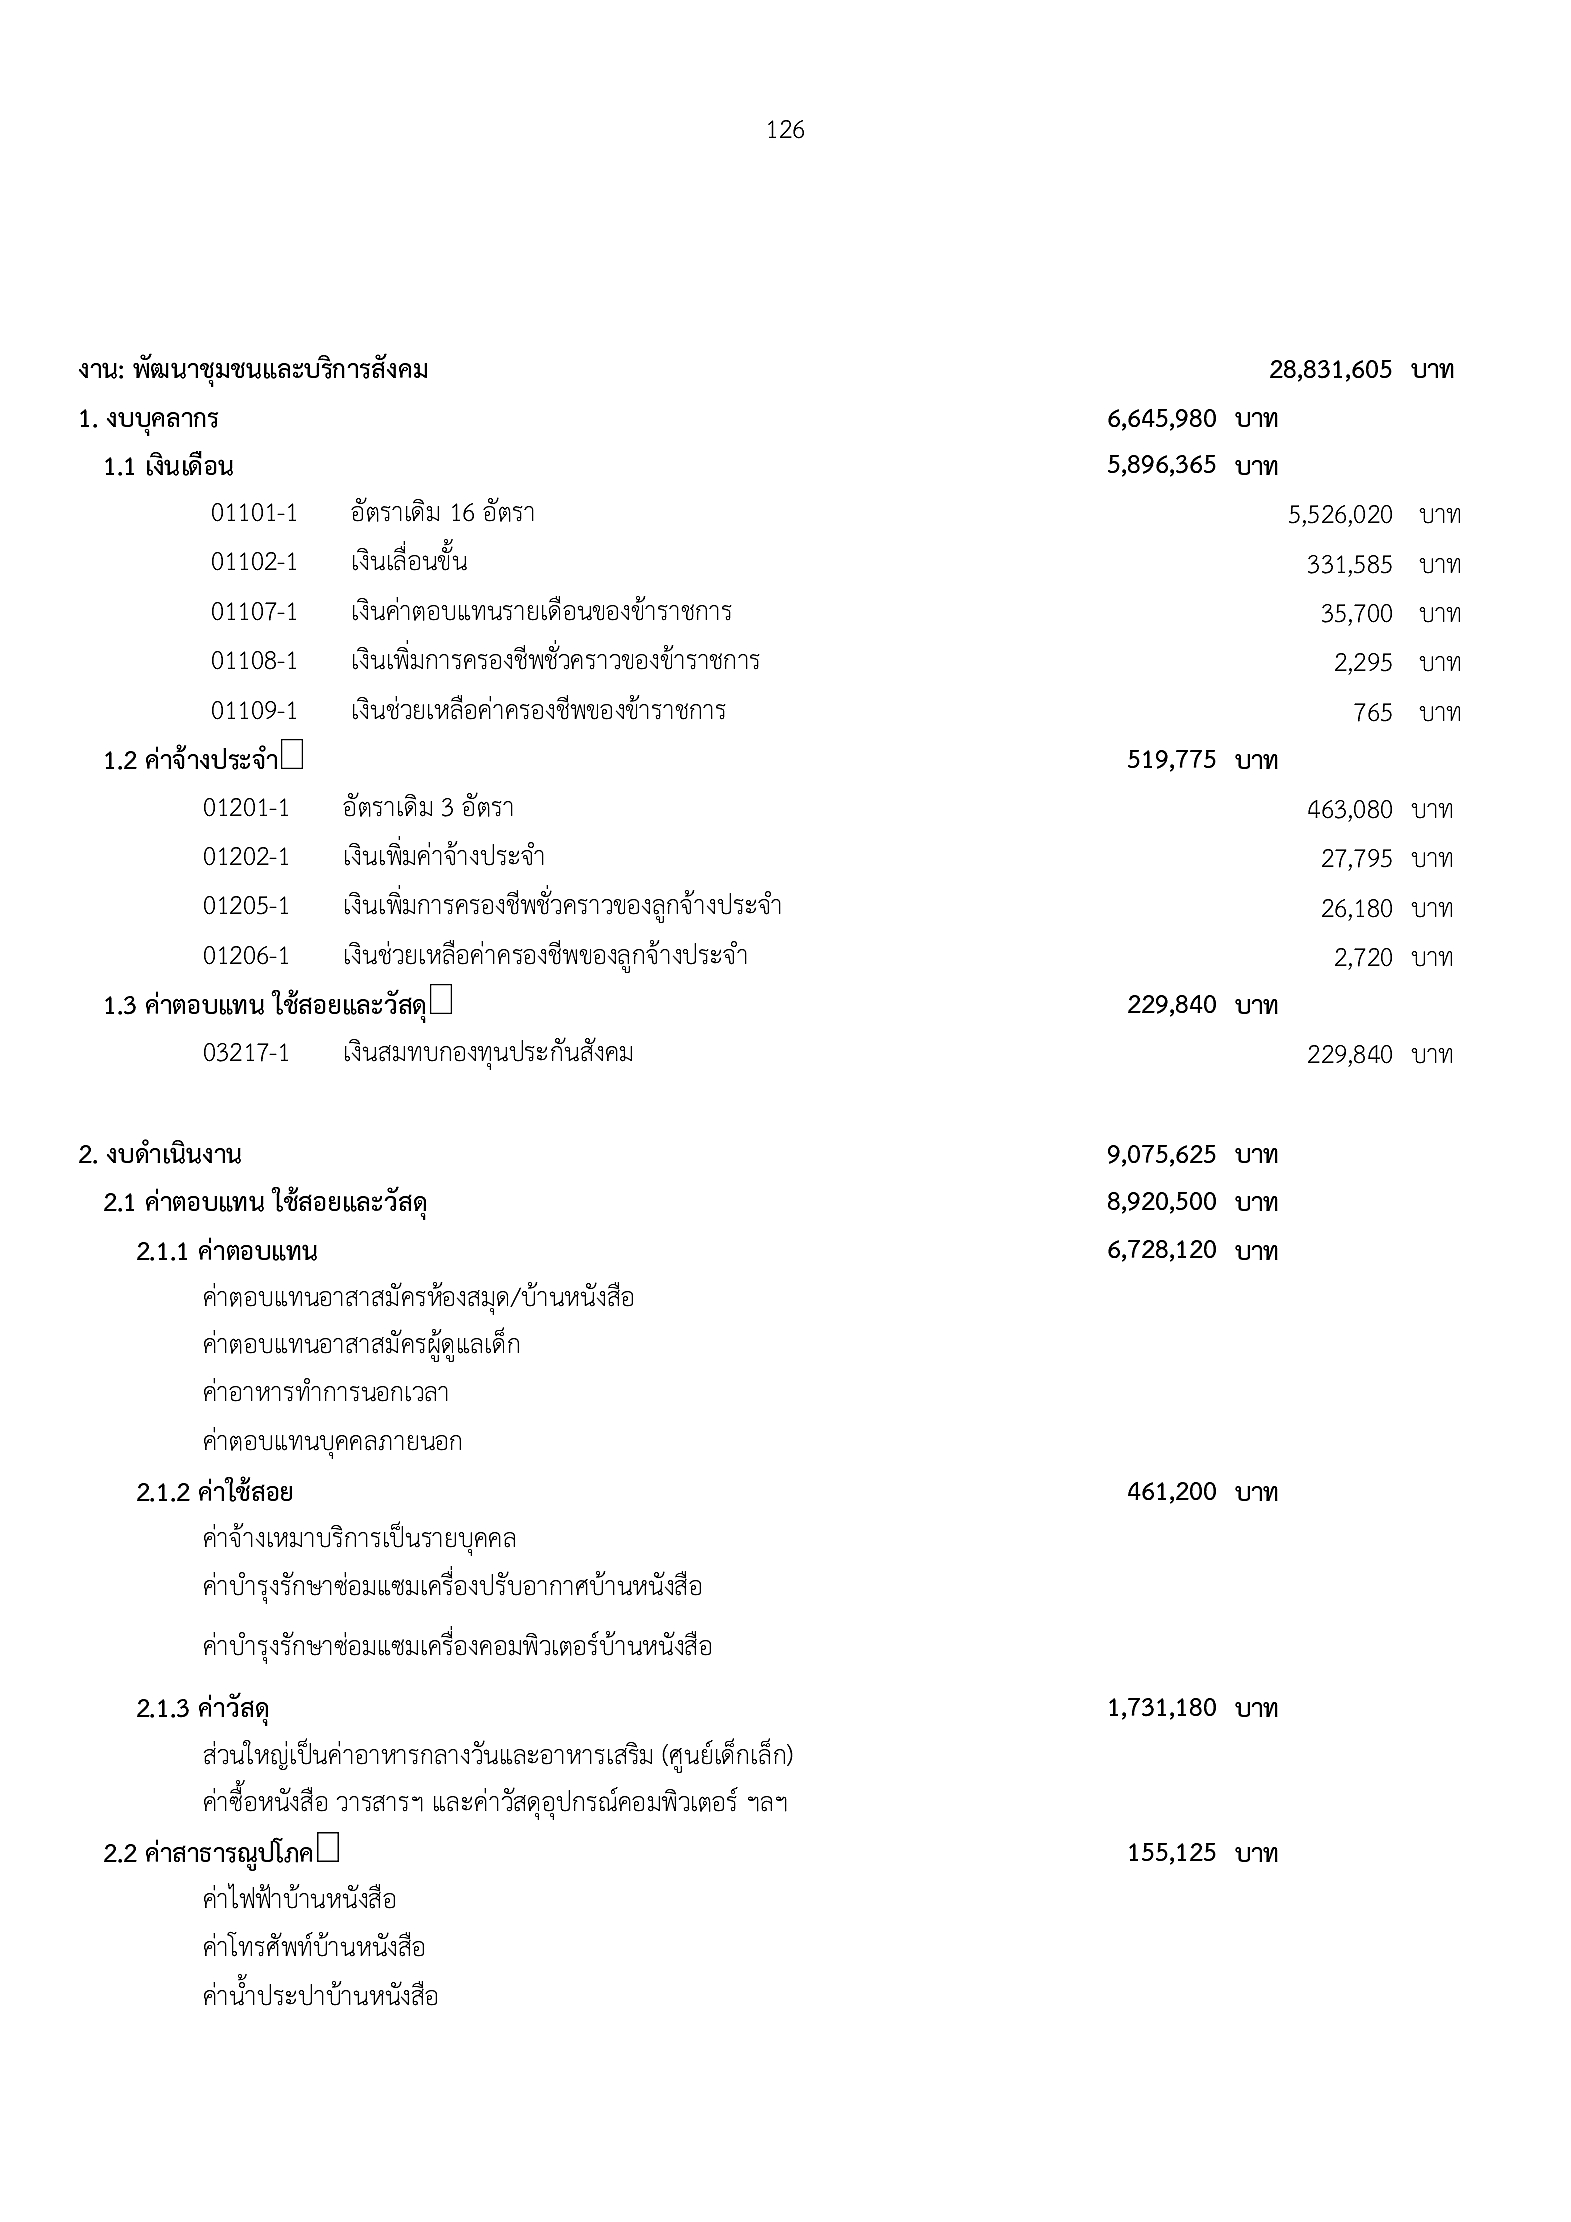 126
งาน: พัฒนาชุมชนและบริการสังคม 28,831,605 บาท
1. งบบุคลากร 6,645,980 บาท
1.1 เงินเดือน 5,896,365 บาท
01101-1 อัตราเดิม 16 อัตรา 5,526,020 บาท
01102-1 เงินเลื่อนขั้น 331,585 บาท
01107-1 เงินค่าตอบแทนรายเดือนของข้าราชการ 35,700 บาท
01108-1 เงินเพิ่มการครองชีพชั่วคราวของข้าราชการ 2,295 บาท
01109-1 เงินช่วยเหลือค่าครองชีพของข้าราชการ 765 บาท
1.2 ค่าจ้างประจำ 519,775 บาท
01201-1 อัตราเดิม 3 อัตรา 463,080 บาท
01202-1 เงินเพิ่มค่าจ้างประจำ 27,795 บาท
01205-1 เงินเพิ่มการครองชีพชั่วคราวของลูกจ้างประจำ 26,180 บาท
01206-1 เงินช่วยเหลือค่าครองชีพของลูกจ้างประจำ 2,720 บาท
1.3 ค่าตอบแทน ใช้สอยและวัสดุ 229,840 บาท
03217-1 เงินสมทบกองทุนประกันสังคม 229,840 บาท
2. งบดำเนินงาน 9,075,625 บาท
2.1 ค่าตอบแทน ใช้สอยและวัสดุ 8,920,500 บาท
2.1.1 ค่าตอบแทน 6,728,120 บาท
ค่าตอบแทนอาสาสมัครห้องสมุด/บ้านหนังสือ
ค่าตอบแทนอาสาสมัครผู้ดูแลเด็ก
ค่าอาหารทำการนอกเวลา
ค่าตอบแทนบุคคลภายนอก
2.1.2 ค่าใช้สอย 461,200 บาท
ค่าจ้างเหมาบริการเป็นรายบุคคล
ค่าบำรุงรักษาซ่อมแซมเครื่องปรับอากาศบ้านหนังสือ
ค่าบำรุงรักษาซ่อมแซมเครื่องคอมพิวเตอร์บ้านหนังสือ
2.1.3 ค่าวัสดุ 1,731,180 บาท
ส่วนใหญ่เป็นค่าอาหารกลางวันและอาหารเสริม (ศูนย์เด็กเล็ก)
ค่าซื้อหนังสือ วารสารฯ และค่าวัสดุอุปกรณ์คอมพิวเตอร์ ฯลฯ
2.2 ค่าสาธารณูปโภค 155,125 บาท
ค่าไฟฟ้าบ้านหนังสือ
ค่าโทรศัพท์บ้านหนังสือ
ค่าน้ำประปาบ้านหนังสือ